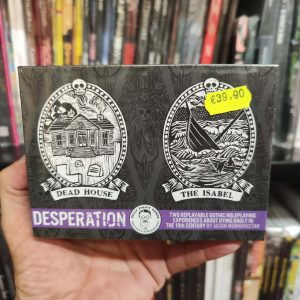 €39.90
DEAD HOUSE
THE ISABEL
DESPERATION
TWO REPLAYABLE GOTHIC ROLEPLAYING
EXPERIENCES ABOUT DYING BADLY IN
THE 19th CENTURY BY JASON MORNINGSTAR